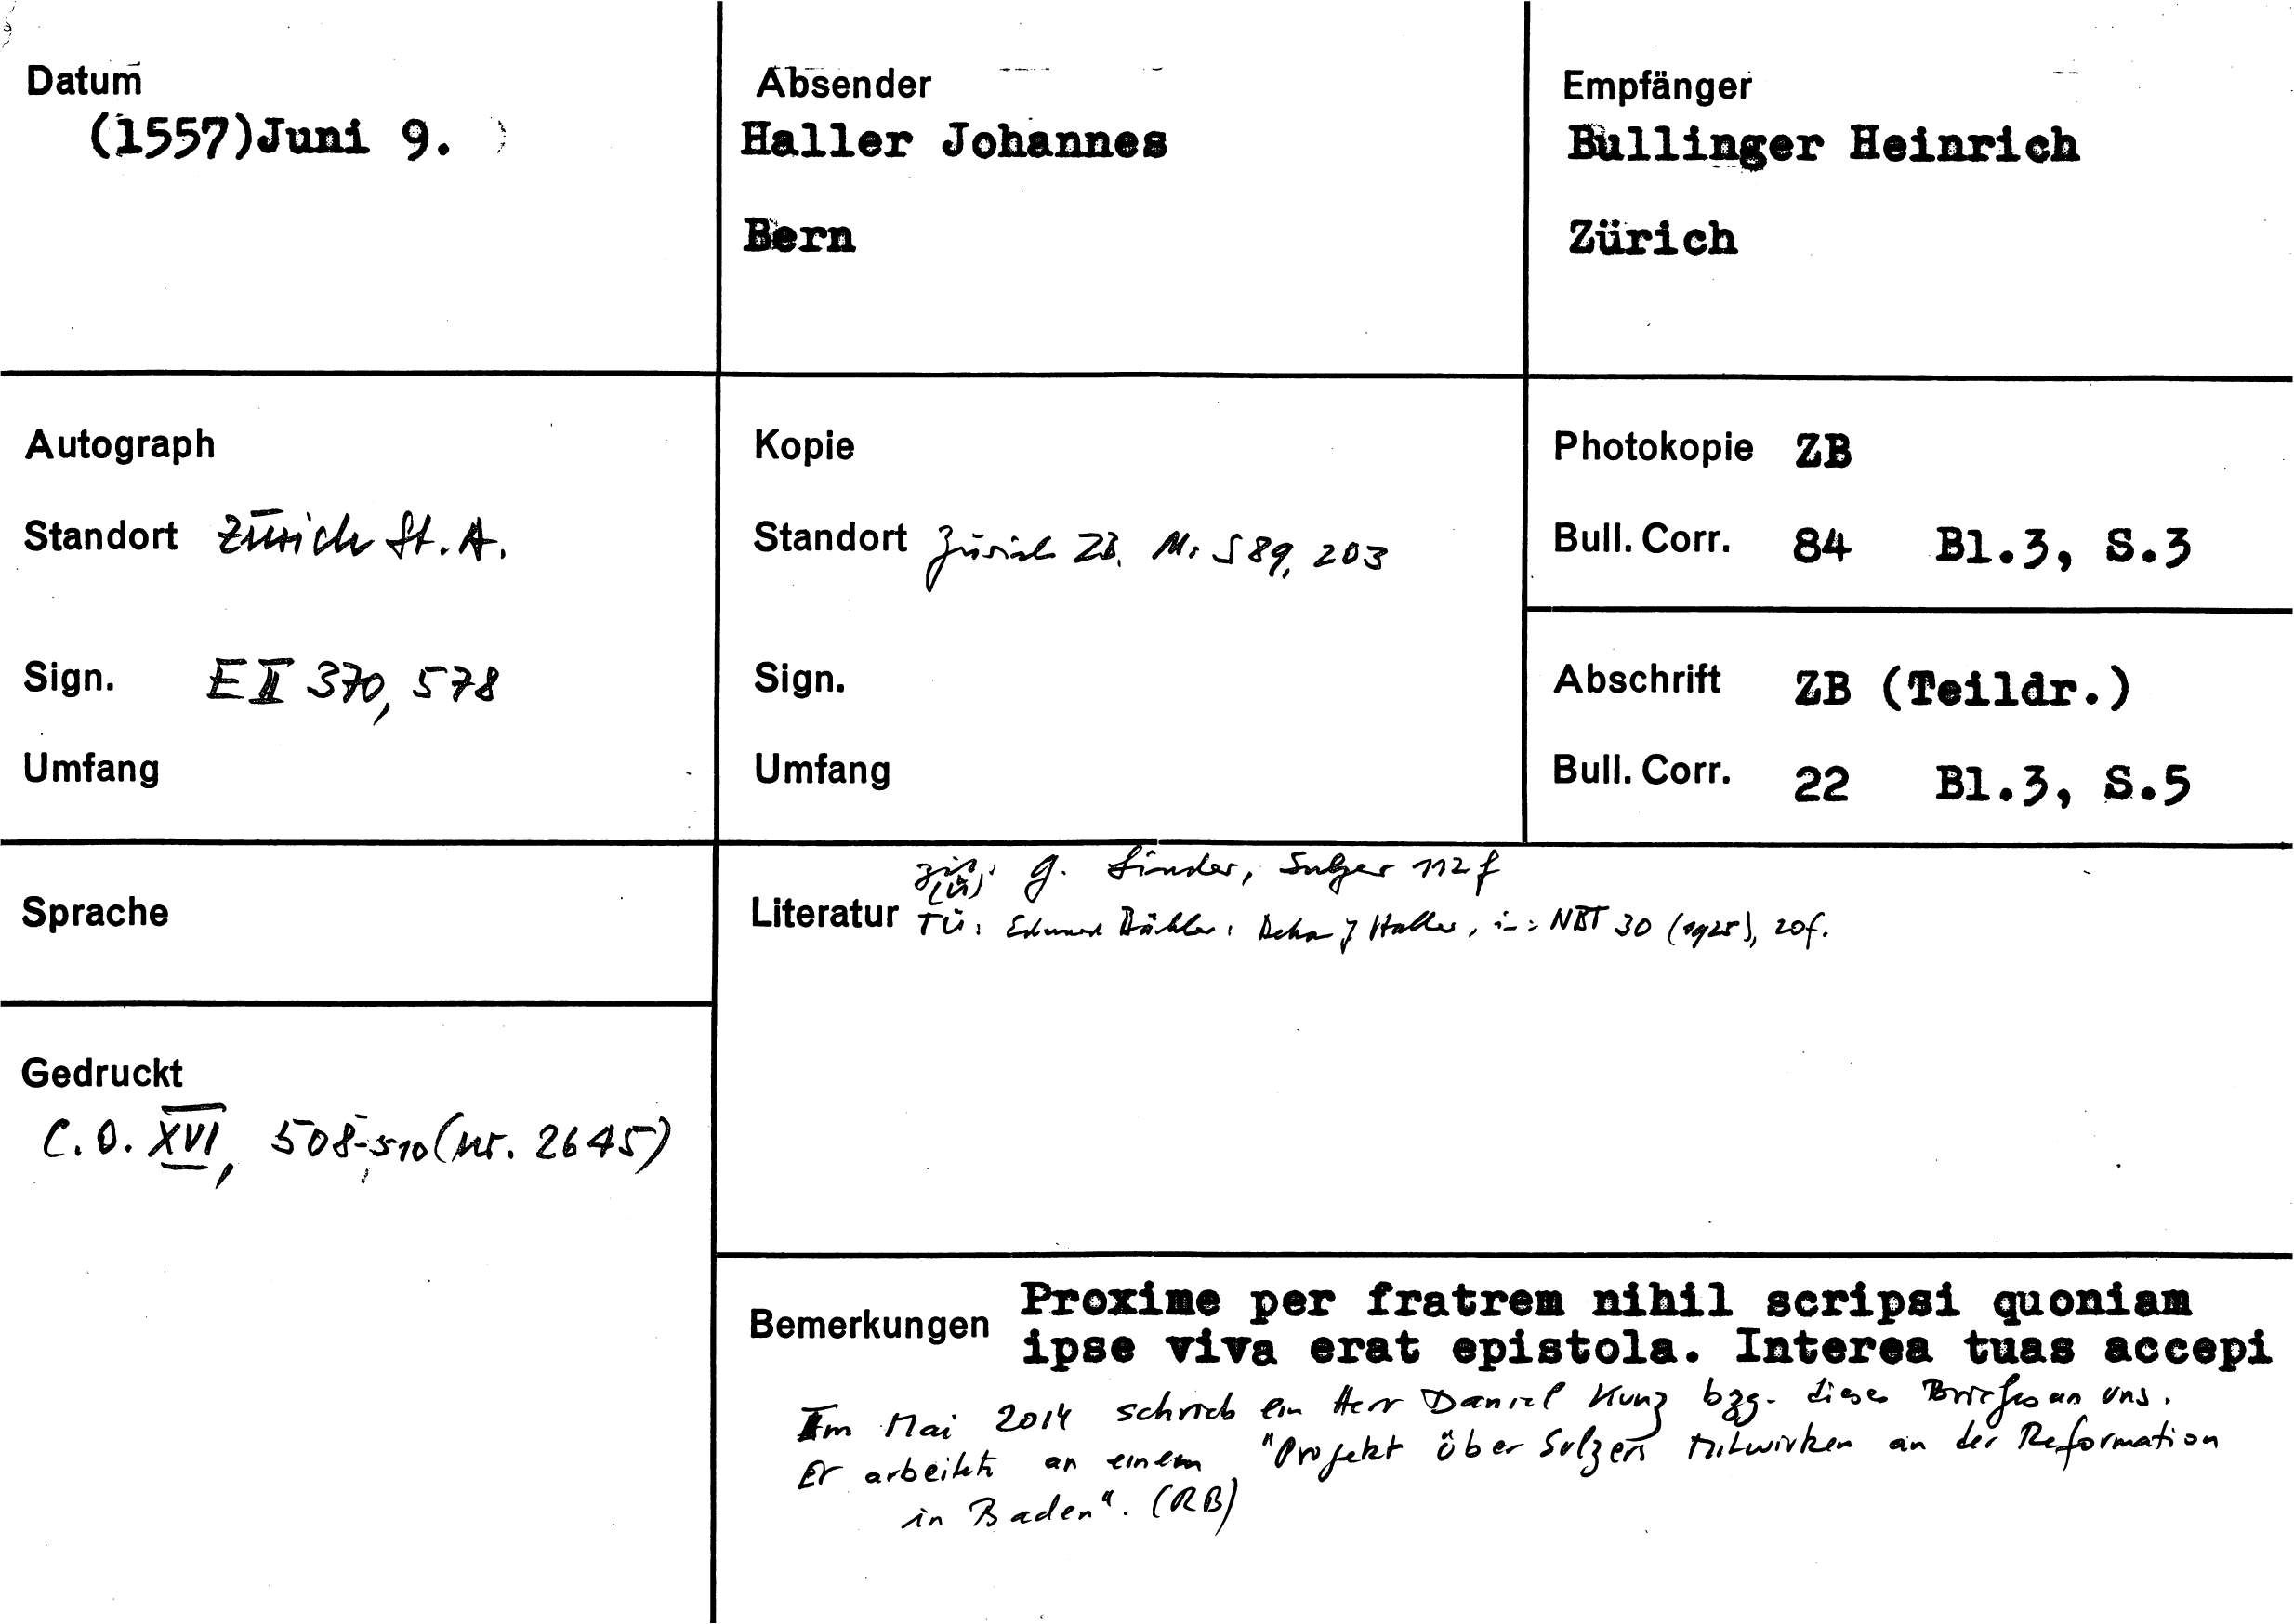 Datum
(1557)Juni 9.
Absender
Haller Johannes
Bern
Empfänger
Bullinger Heinrich
Zürich
Autograph
Standort Zürich St. A.
Sign. E II 370, 578
Umfang
Kopie
Standort Zürich ZB. Ms S 89, 203
Sign.
Umfang
Photokopie ZB
Bull. Corr. 84 Bl.3, S.3
Abschrift ZB (Teildr.)
Bull. Corr. 22 Bl.3, S.5
Sprache
Gedruckt
C.O. XVI, 508-510 (Nr. 2645)
zit. G. Linder, Sulzer 112f
(Ü)
Literatur TÜ: Eduard Bähler: Dekan J Haller, in: NBT 30 (1925), 20f.
Bemerkungen
Proxime per fratrem nihil scripsi quoniam
ipse viva erat epistola. Interea tuas accepi
Im Mai 2014 schrieb ein Herr Daniel Kunz bzg. dieses Briefes an uns.
Er arbeitete an einem "Projekt über Sulzers Mitwirken an der Reformation
in Baden". (RB)